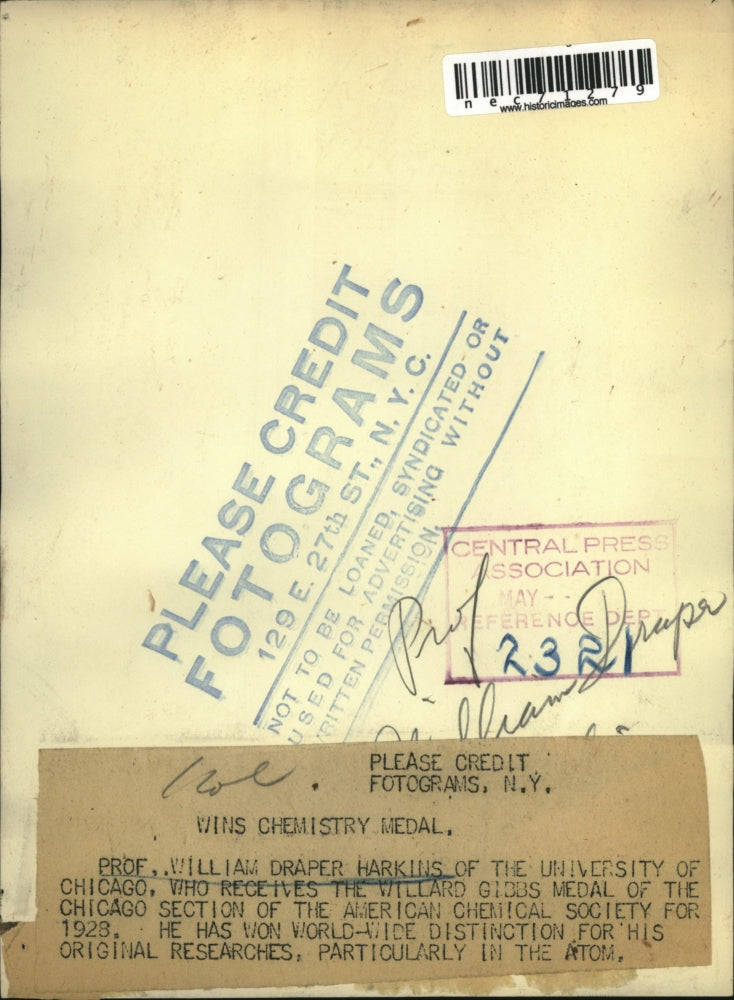 nec71279
www.historicimages.com
PLEASE CREDIT
FOTOGRAMS
129 E. 27th ST., N. Y. C.
NOT TO BE LOANED, SYNDICATED OR
USED FOR ADVERTISING WITHOUT
RITTEN PERMISSION.
CENTRAL PRESS
ASSOCIATION
MAY--
REFERENCE DEPT
2321
Prof
William Draper
PLEASE CREDIT
FOTOGRAMS, N.Y.
WINS CHEMISTRY MEDAL.
PROF,.WILLIAM DRAPER HARKINS OF THE UNIVERSITY OF
CHICAGO, WHO RECEIVES THE WILLARD GIBBS MEDAL OF THE
CHICAGO SECTION OF THE AMERICAN CHEMICAL SOCIETY FOR
1928. HE HAS WON WORLD-WIDE DISTINCTION FOR HIS
ORIGINAL RESEARCHES, PARTICULARLY IN THE ATOM.